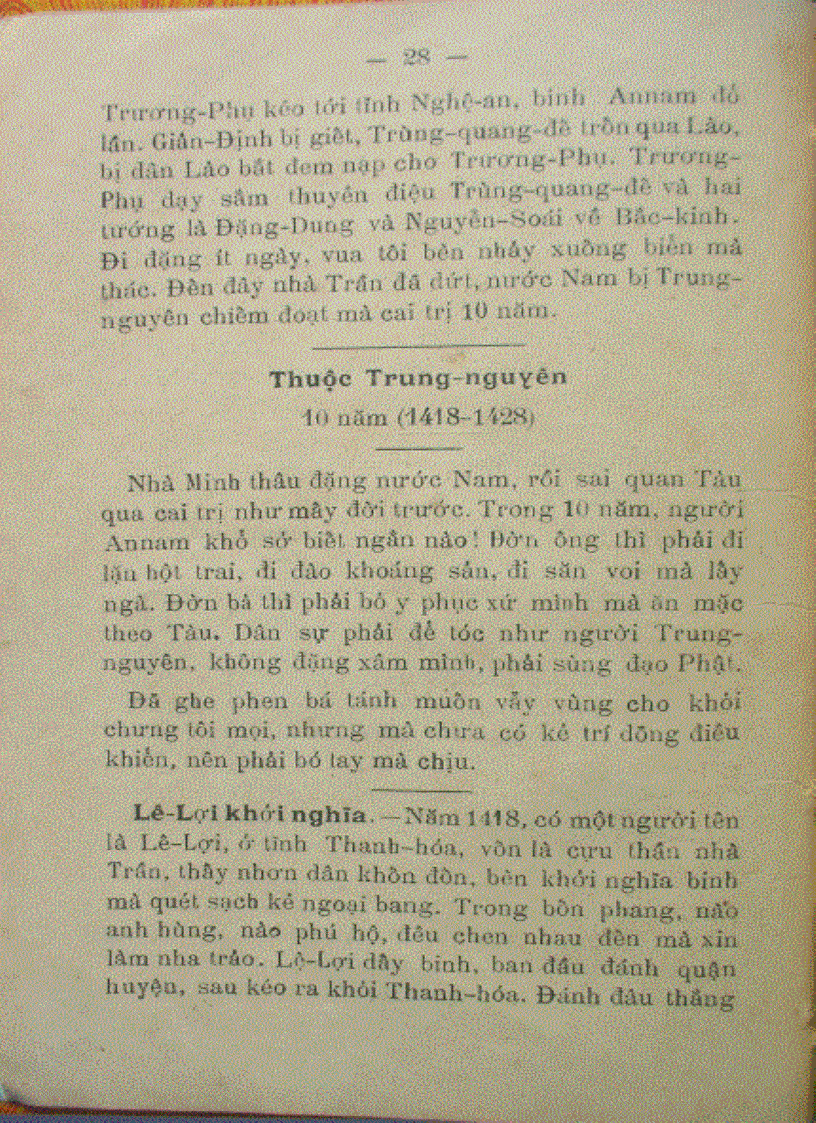 — 28 —
Trương-Phụ kéo tới tỉnh Nghệ-an, binh Annam đổ
lần. Giản-Định bị giết, Trùng-quang-đế trốn qua Lào,
bị dân Lào bắt đem nạp cho Trương-Phụ. Trương-
Phụ dạy sắm thuyền điệu Trùng-quang-đế và hai
tướng là Đặng-Dung và Nguyễn-Soái về Bắc-kinh.
Đi đặng ít ngày, vua tôi bèn nhảy xuống biển mà
thác. Đến đây nhà Trần đã dứt, nước Nam bị Trung-
nguyên chiếm đoạt mà cai trị 10 năm.
Thuộc Trung-nguyên
10 năm (1418-1428)
Nhà Minh thâu đặng nước Nam, rồi sai quan Tàu
qua cai trị như mấy đời trước. Trong 10 năm, người
Annam khổ sở biết ngần nào! Đờn ông thì phải đi
lặn hột trai, đi đào khoáng sản, đi săn voi mà lấy
ngà. Đờn bà thì phải bỏ y phục xứ mình mà ăn mặc
theo Tàu. Dân sự phải để tóc như người Trung-
nguyên, không đặng xâm mình, phải sùng đạo Phật.
Đã ghe phen bá tánh muốn vẫy vùng cho khỏi
chưng tôi mọi, nhưng mà chưa có kẻ trí dõng điều
khiển, nên phải bó tay mà chịu.
Lê-Lợi khởi nghĩa. — Năm 1418, có một người tên
là Lê-Lợi, ở tỉnh Thanh-hóa, vốn là cựu thần nhà
Trần, thấy nhơn dân khốn đốn, bèn khởi nghĩa binh
mà quét sạch kẻ ngoại bang. Trong bốn phang, nào
anh hùng, nào phú hộ, đều chen nhau đến mà xin
làm nha trảo. Lê-Lợi dấy binh, ban đầu đánh quận
huyện, sau kéo ra khỏi Thanh-hóa. Đánh đâu thắng